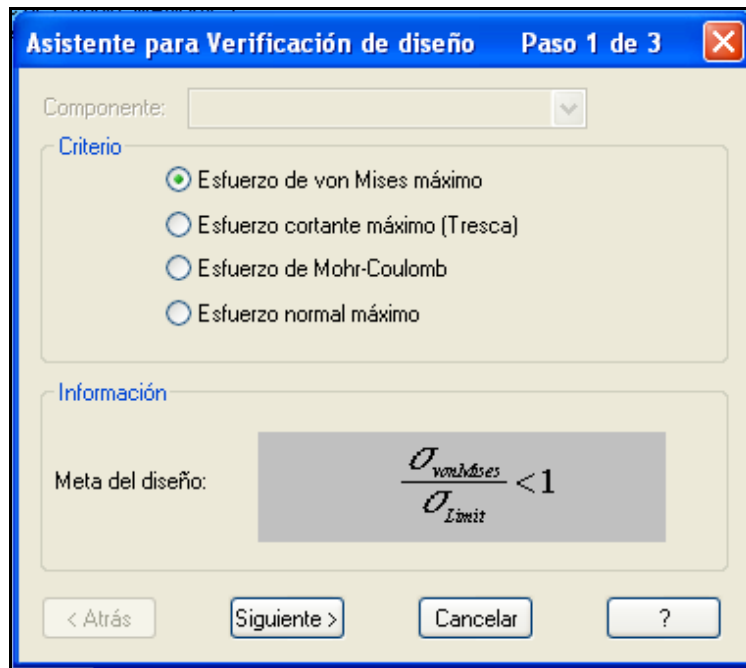 Asistente para Verificación de diseño Paso 1 de 3
Componente:
Criterio
Esfuerzo de von Mises máximo
Esfuerzo cortante máximo (Tresca)
Esfuerzo de Mohr-Coulomb
Esfuerzo normal máximo
Información
Meta del diseño:
σvonMises
σLimit
<1
< Atrás Siguiente > Cancelar ?